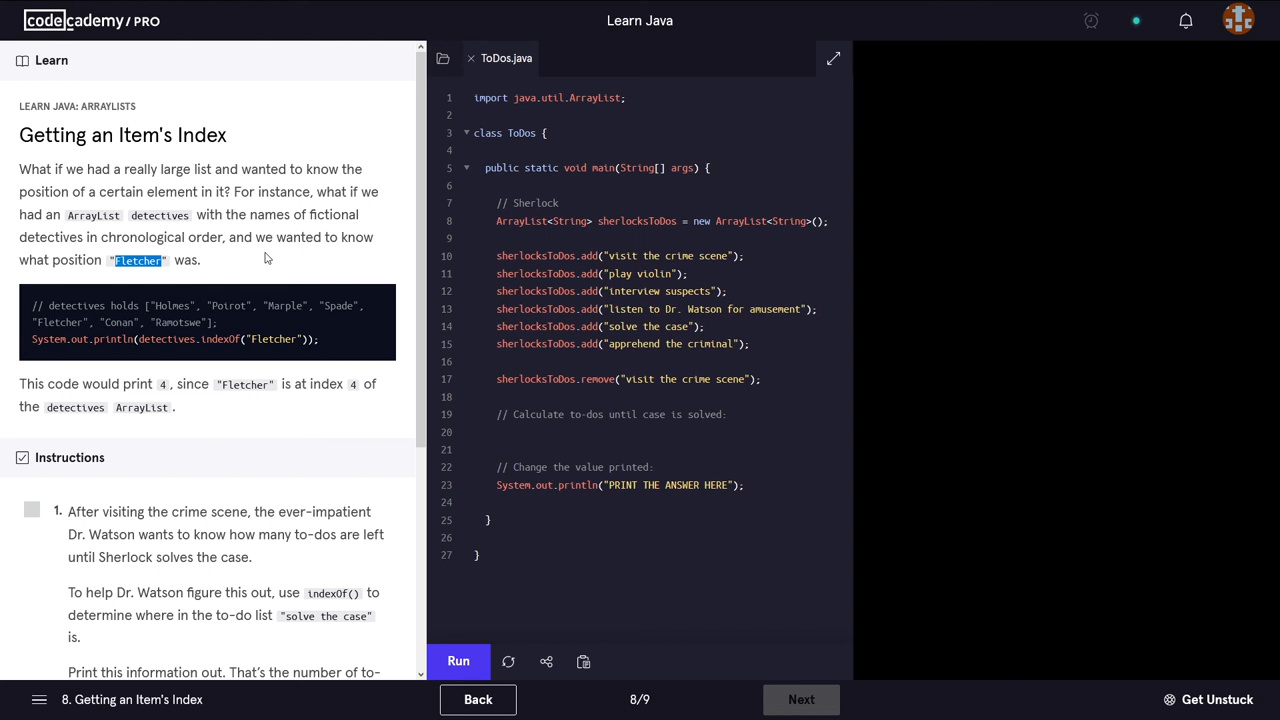 codecademy/PRO
Learn Java
Learn
ToDos.java
LEARN JAVA: ARRAYLISTS
Getting an Item's Index
What if we had a really large list and wanted to know the
position of a certain element in it? For instance, what if we
had an ArrayList detectives with the names of fictional
detectives in chronological order, and we wanted to know
what position "Fletcher" was.
// detectives holds ["Holmes", "Poirot", "Marple", "Spade",
"Fletcher", "Conan", "Ramotswe"];
System.out.println(detectives.indexOf("Fletcher"));
This code would print 4, since "Fletcher" is at index 4 of
the detectives ArrayList.
Instructions
1. After visiting the crime scene, the ever-impatient
Dr. Watson wants to know how many to-dos are left
until Sherlock solves the case.
To help Dr. Watson figure this out, use indexOf() to
determine where in the to-do list "solve the case"
is.
Print this information out. That's the number of to-
1 import java.util.ArrayList;
2
3 class ToDos {
4
5 public static void main(String[] args) {
6
7 // Sherlock
8 ArrayList<String> sherlocksToDos = new ArrayList<String>();
9
10 sherlocksToDos.add("visit the crime scene");
11 sherlocksToDos.add("play violin");
12 sherlocksToDos.add("interview suspects");
13 sherlocksToDos.add("listen to Dr. Watson for amusement");
14 sherlocksToDos.add("solve the case");
15 sherlocksToDos.add("apprehend the criminal");
16
17 sherlocksToDos.remove("visit the crime scene");
18
19 // Calculate to-dos until case is solved:
20
21
22 // Change the value printed:
23 System.out.println("PRINT THE ANSWER HERE");
24
25 }
26
27 }
Run
8. Getting an Item's Index
Back
8/9
Next
Get Unstuck